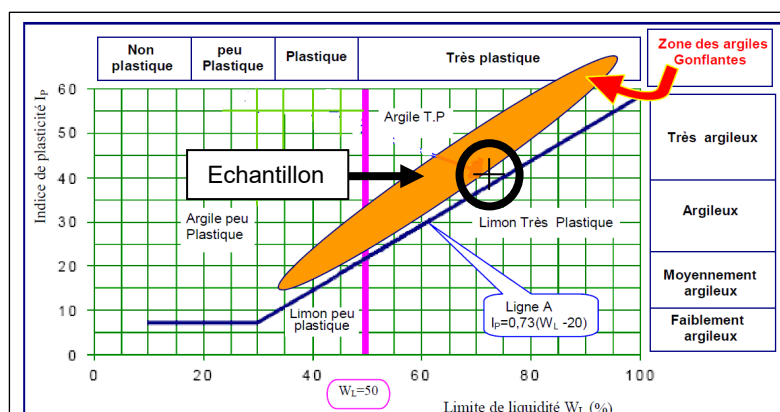 Non
plastique
peu
Plastique
Plastique
Très plastique
Zone des argiles
Gonflantes
Indice de plasticité IP
60
50
40
30
20
10
0
Argile T.P
Echantillon
Argile peu
Plastique
Limon Très Plastique
Limon peu
plastique
Ligne A
IP=0,73(WL -20)
Très argileux
Argileux
Moyennement
argileux
Faiblement
argileux
0
20
40
60
80
100
WL=50
Limite de liquidité WL (%)